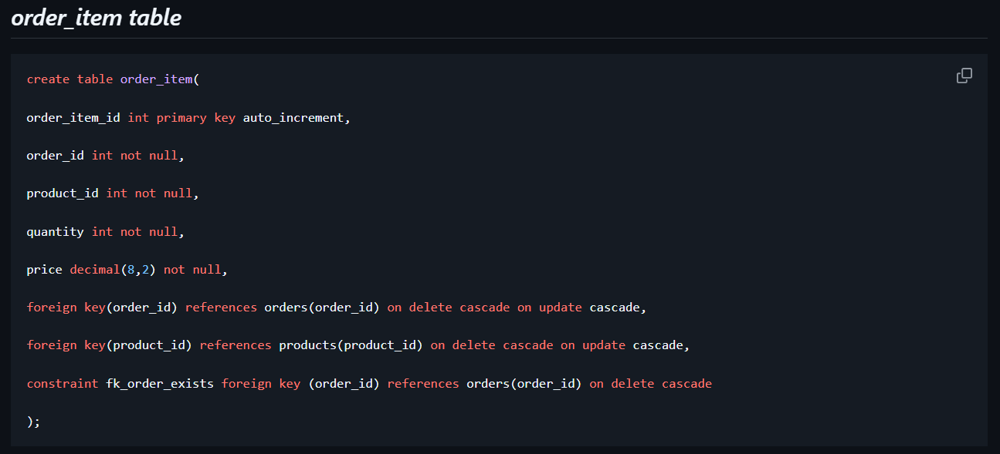 order_item table
create table order_item(
order_item_id int primary key auto_increment,
order_id int not null,
product_id int not null,
quantity int not null,
price decimal(8,2) not null,
foreign key(order_id) references orders(order_id) on delete cascade on update cascade,
foreign key(product_id) references products(product_id) on delete cascade on update cascade,
constraint fk_order_exists foreign key (order_id) references orders(order_id) on delete cascade
);